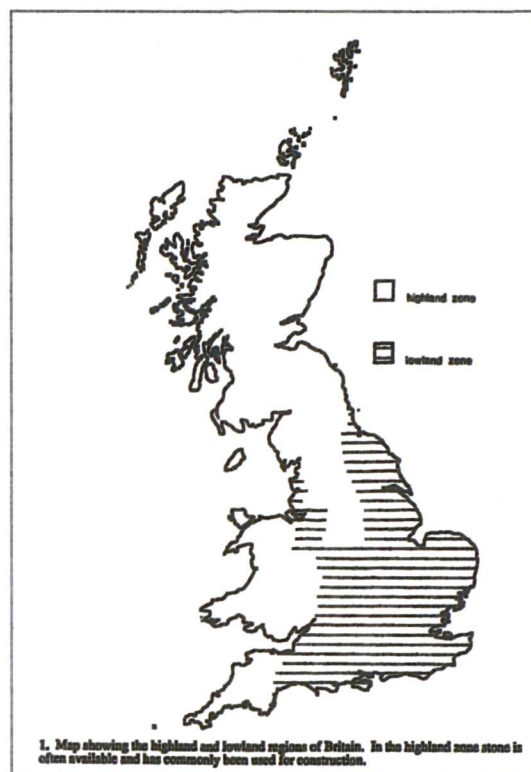 highland zone
lowland zone
1. Map showing the highland and lowland regions of Britain. In the highland zone stone is
often available and has commonly been used for construction.